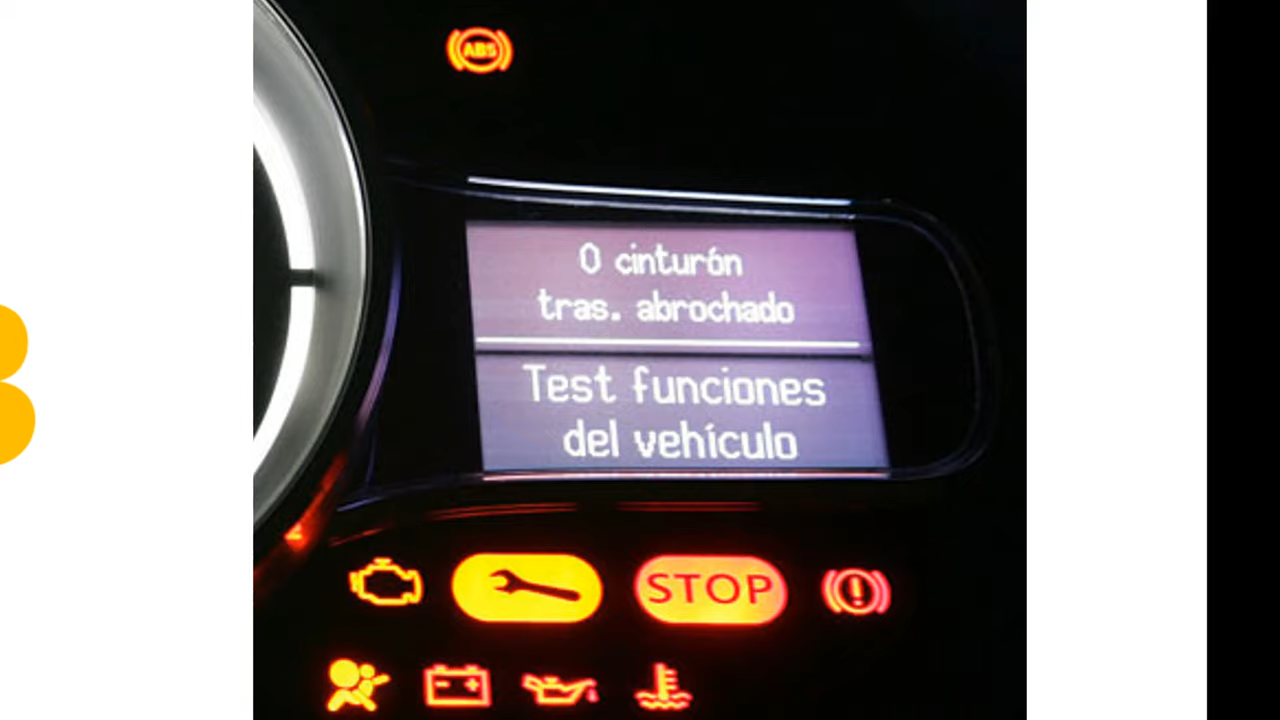 ABS
0 cinturón
tras. abrochado
Test funciones
del vehículo
STOP